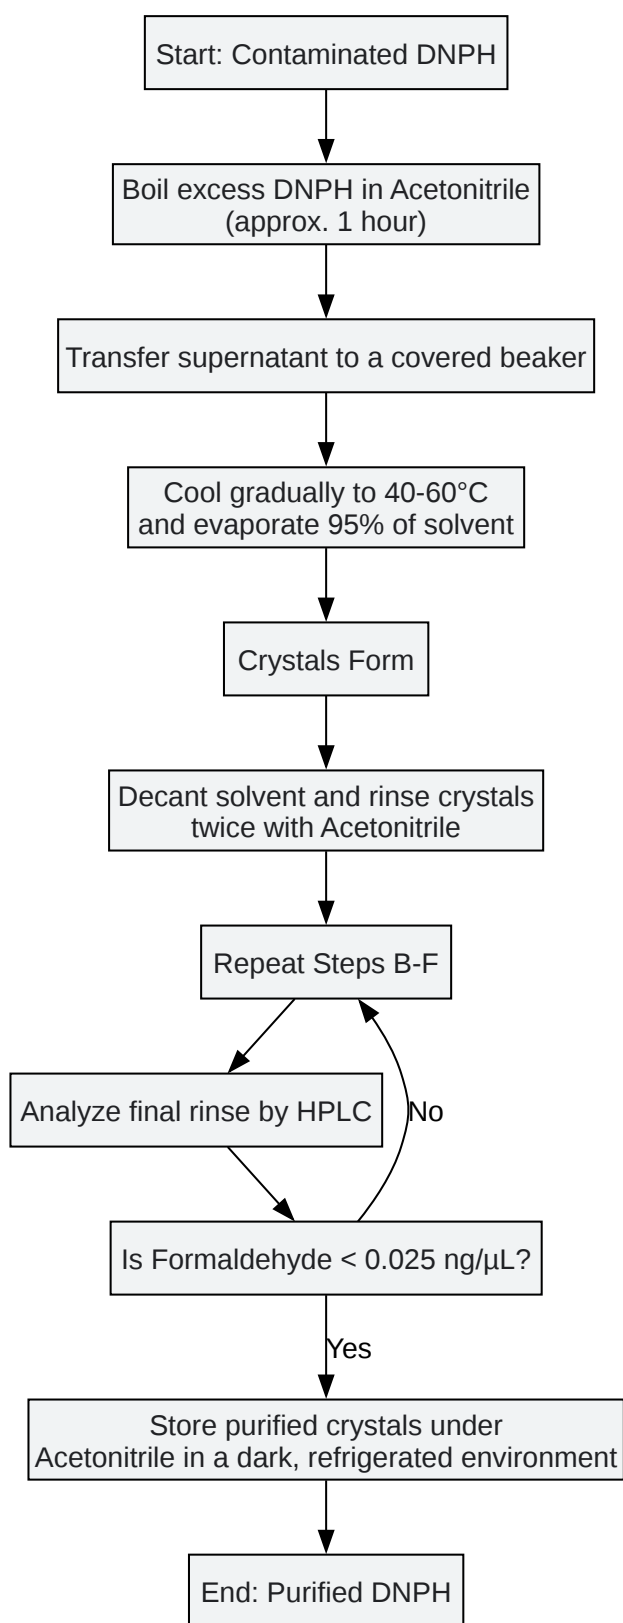 Start: Contaminated DNPH
Boil excess DNPH in Acetonitrile
(approx. 1 hour)
Transfer supernatant to a covered beaker
Cool gradually to 40-60°C
and evaporate 95% of solvent
Crystals Form
Decant solvent and rinse crystals
twice with Acetonitrile
Repeat Steps B-F
Analyze final rinse by HPLC
No
Is Formaldehyde < 0.025 ng/µL?
Yes
Store purified crystals under
Acetonitrile in a dark, refrigerated environment
End: Purified DNPH